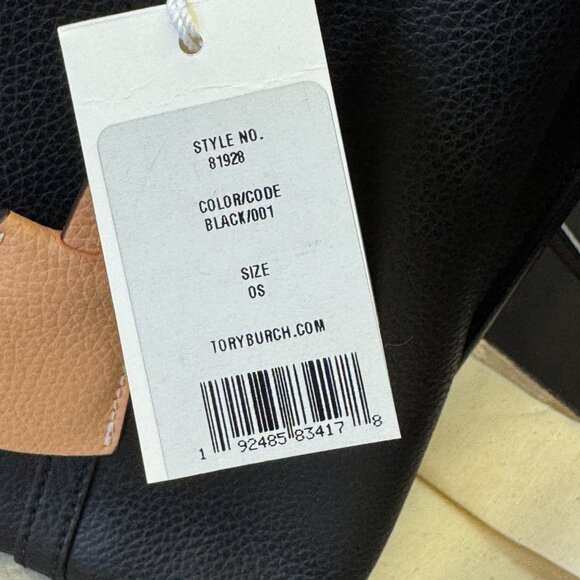 STYLE NO.
81928
COLOR/CODE
BLACK/001
SIZE
OS
TORYBURCH.COM
1 92485 83417 8